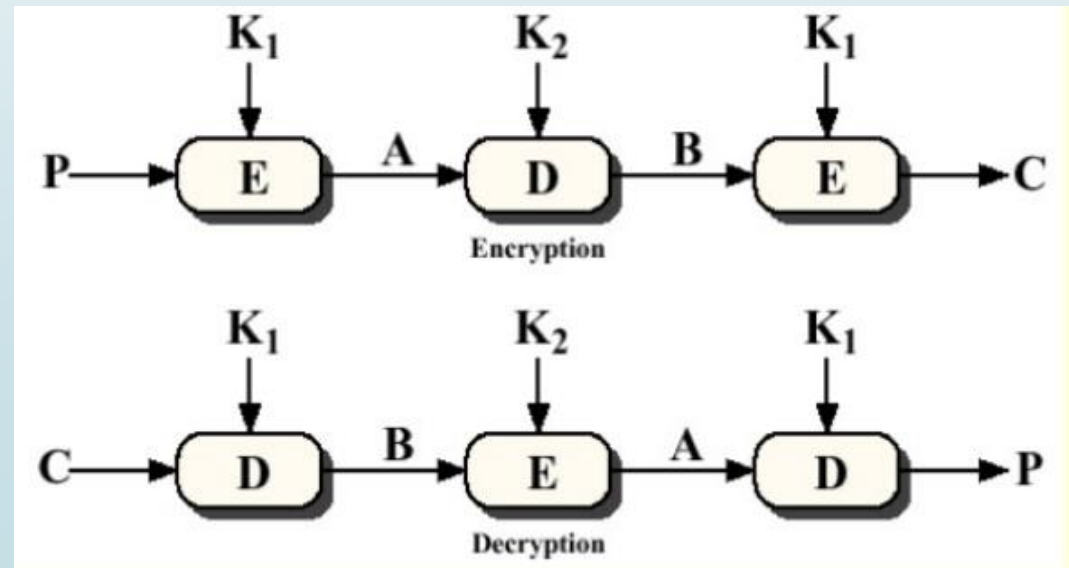 K₁ K₂ K₁
P E A D B E C
Encryption
K₁ K₂ K₁
C D B E A D P
Decryption